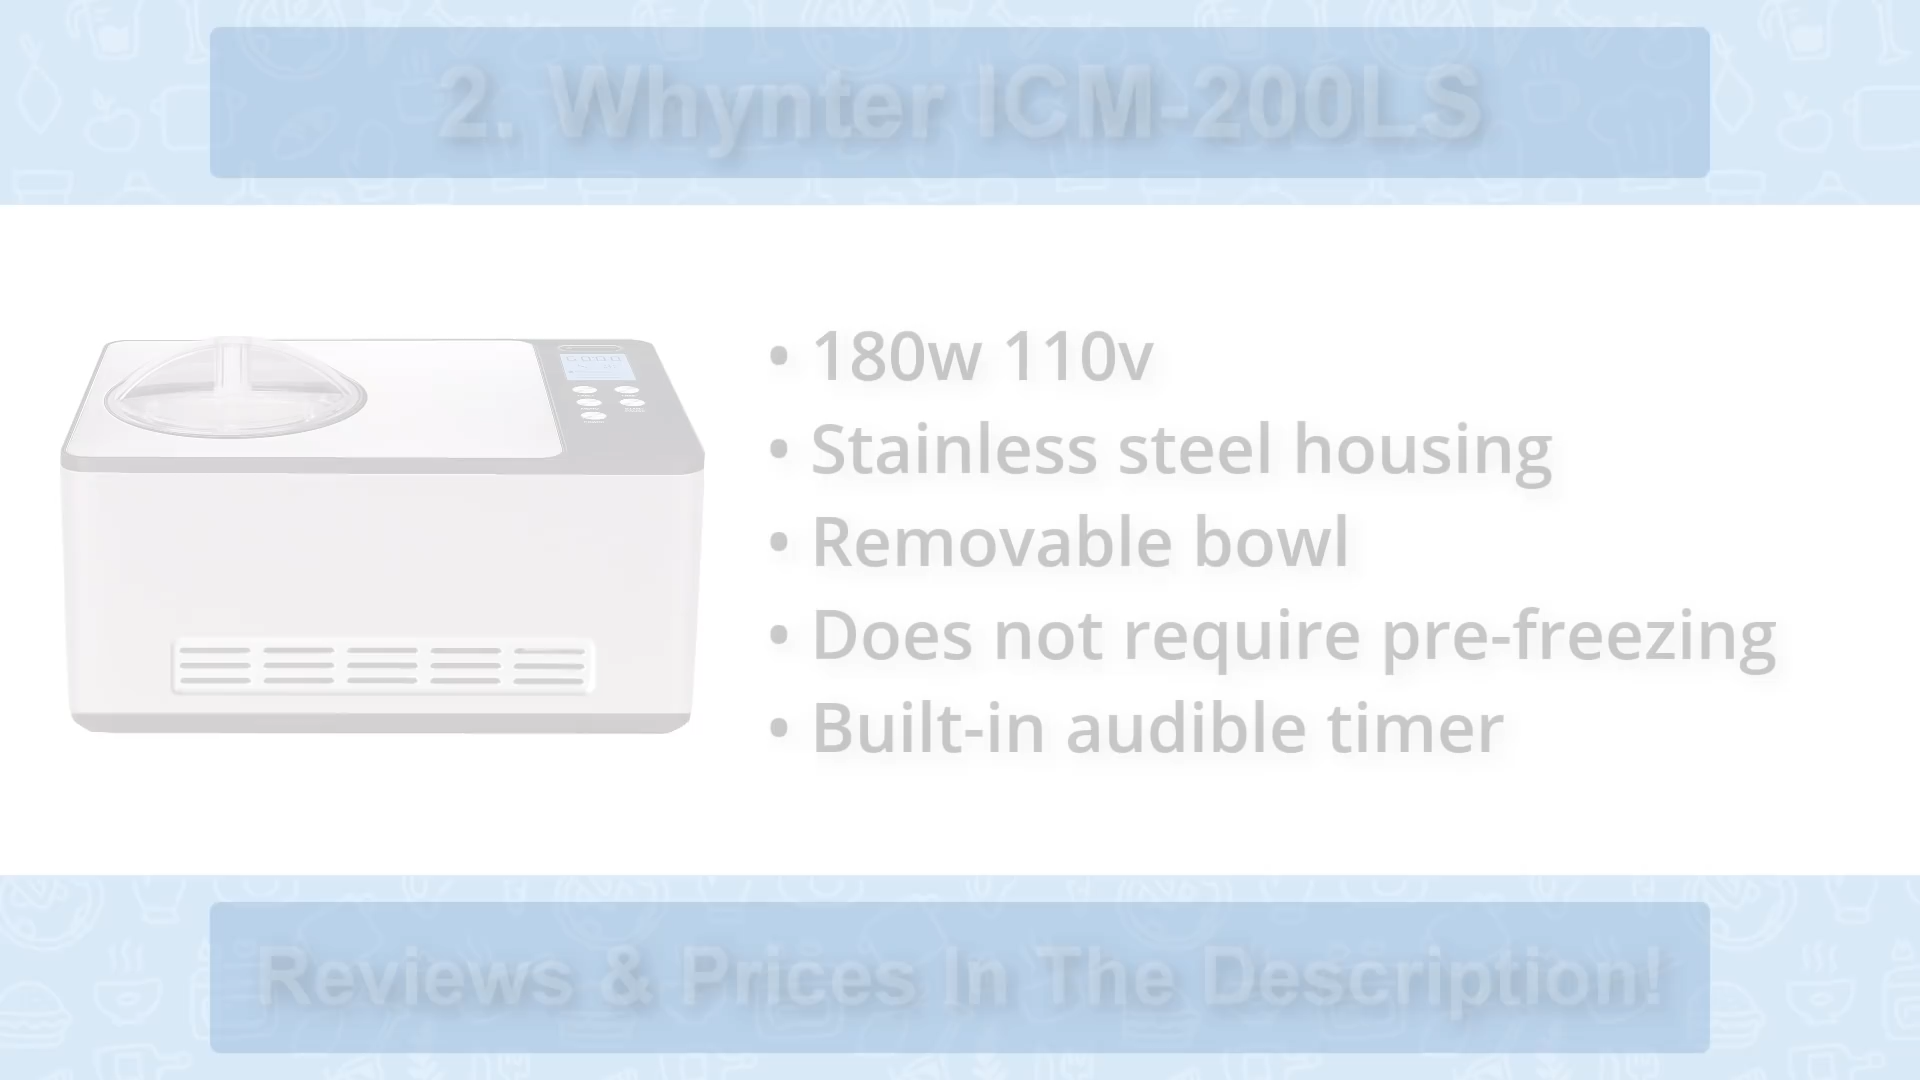 2. Whynter ICM-200LS
• 180w 110v
• Stainless steel housing
• Removable bowl
• Does not require pre-freezing
• Built-in audible timer
Reviews & Prices In The Description!